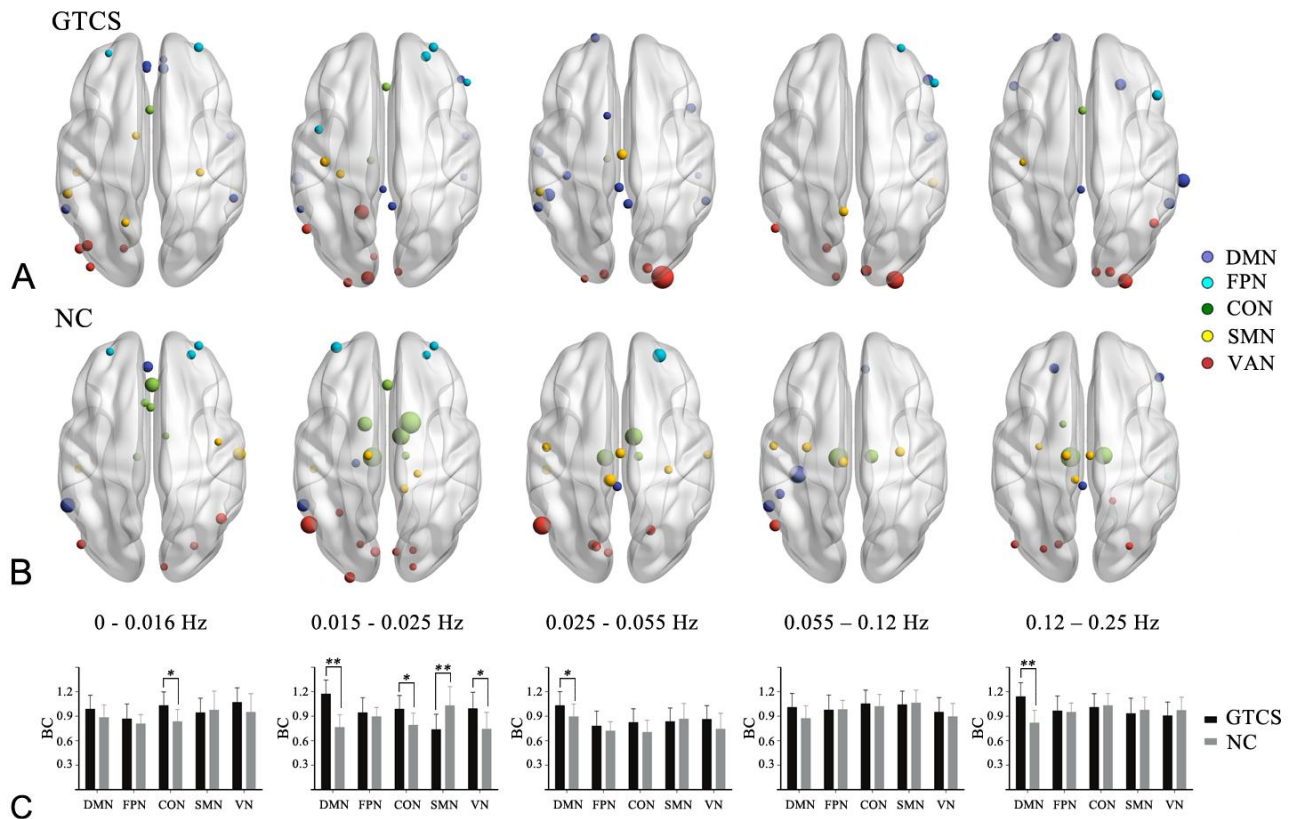 GTCS
A
DMN
FPN
CON
SMN
VAN
NC
B
0 - 0.016 Hz
0.015 - 0.025 Hz
0.025 - 0.055 Hz
0.055 – 0.12 Hz
0.12 – 0.25 Hz
BC
1.2
0.9
0.6
0.3
*
DMN FPN CON SMN VN
BC
1.2
0.9
0.6
0.3
** * ** *
DMN FPN CON SMN VN
BC
1.2
0.9
0.6
0.3
*
DMN FPN CON SMN VN
BC
1.2
0.9
0.6
0.3
DMN FPN CON SMN VN
BC
1.2
0.9
0.6
0.3
**
DMN FPN CON SMN VN
GTCS
NC
C